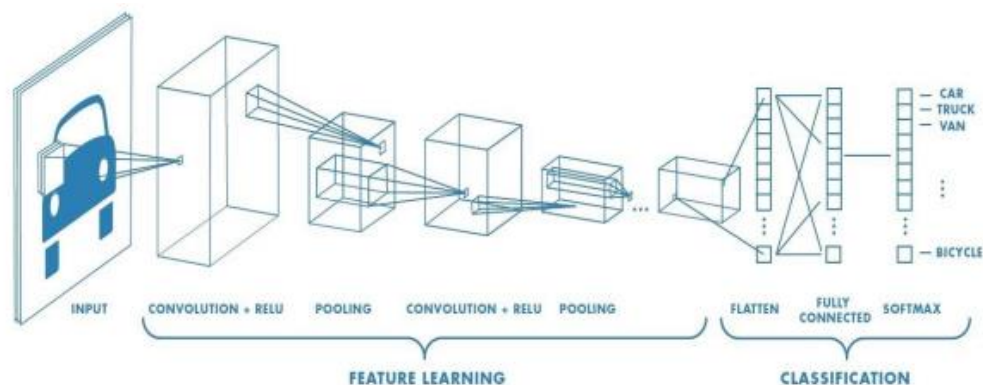 CAR
TRUCK
VAN
BICYCLE
INPUT
CONVOLUTION + RELU
POOLING
CONVOLUTION + RELU
POOLING
FLATTEN
FULLY
CONNECTED
SOFTMAX
FEATURE LEARNING
CLASSIFICATION